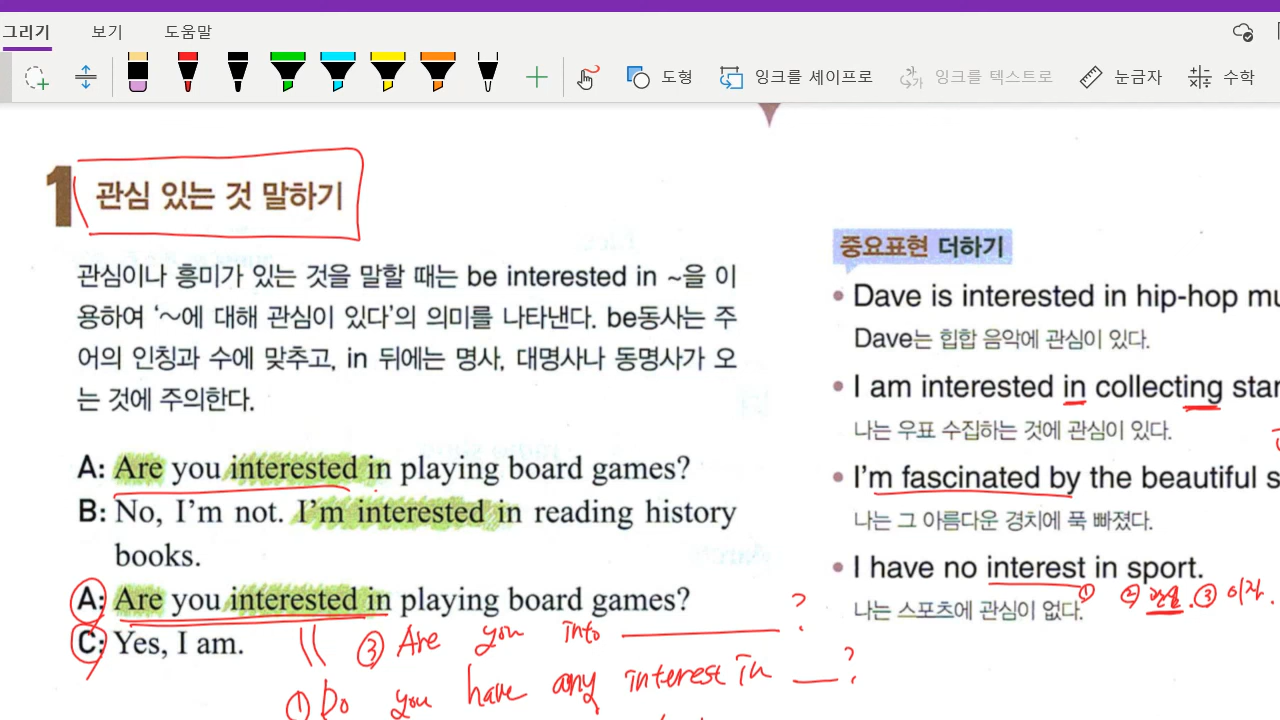 그리기 보기 도움말
도형 잉크를 셰이프로 잉크를 텍스트로 눈금자 수학
1 관심 있는 것 말하기
관심이나 흥미가 있는 것을 말할 때는 be interested in ~을 이
용하여 ‘~에 대해 관심이 있다’의 의미를 나타낸다. be동사는 주
어의 인칭과 수에 맞추고, in 뒤에는 명사, 대명사나 동명사가 오
는 것에 주의한다.
A: Are you interested in playing board games?
B: No, I’m not. I’m interested in reading history
books.
A: Are you interested in playing board games?
C: Yes, I am.
③ Are you into ________?
① Do you have any interest in __?
중요표현 더하기
• Dave is interested in hip-hop
Dave는 힙합 음악에 관심이 있다.
• I am interested in collecting
나는 우표 수집하는 것에 관심이 있다.
• I’m fascinated by the beautiful
나는 그 아름다운 경치에 푹 빠졌다.
• I have no interest in sport.
나는 스포츠에 관심이 없다.
① ② 관심. ③ 이자.